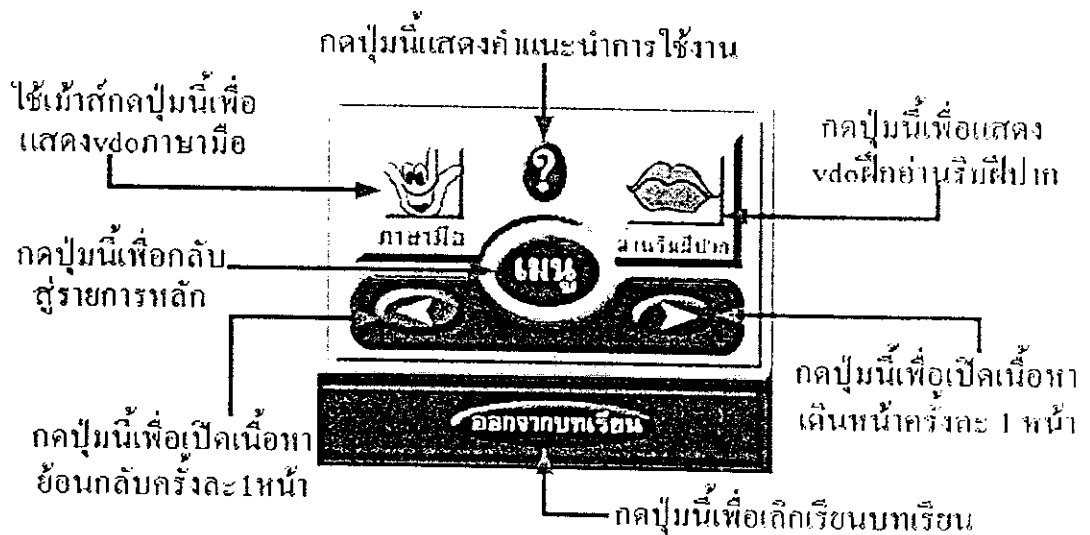 กดปุ่มนี้แสดงคำแนะนำการใช้งาน
ใช้เม้าส์กดปุ่มนี้เพื่อ
แสดงvdoภาษามือ
กดปุ่มนี้เพื่อแสดง
vdoฝึกอ่านริมฝีปาก
?
ภาษามือ
อ่านริมฝีปาก
กดปุ่มนี้เพื่อกลับ
สู่รายการหลัก
เมนู
กดปุ่มนี้เพื่อเปิดเนื้อหา
เดินหน้าครั้งละ 1 หน้า
ออกจากบทเรียน
กดปุ่มนี้เพื่อเปิดเนื้อหา
ย้อนกลับครั้งละ1หน้า
กดปุ่มนี้เพื่อเลิกเรียนบทเรียน